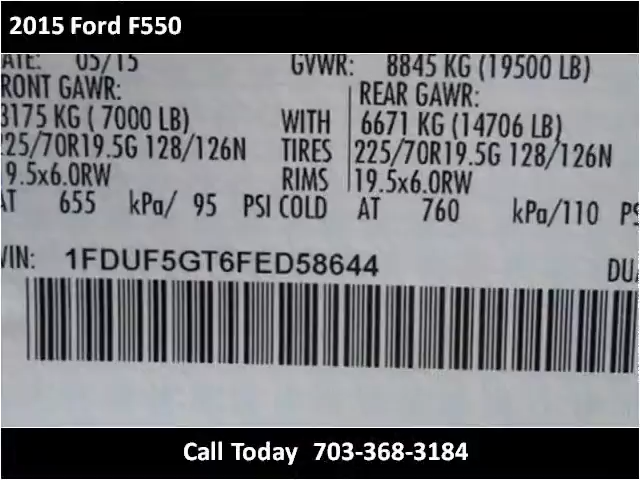 2015 Ford F550
ATE: 05/15 GVWR: 8845 KG (19500 LB)
RONT GAWR: REAR GAWR:
3175 KG ( 7000 LB) WITH 6671 KG (14706 LB)
225/70R19.5G 128/126N TIRES 225/70R19.5G 128/126N
19.5x6.0RW RIMS 19.5x6.0RW
AT 655 kPa/ 95 PSI COLD AT 760 kPa/110 PS
VIN: 1FDUF5GT6FED58644 DUA
Call Today 703-368-3184